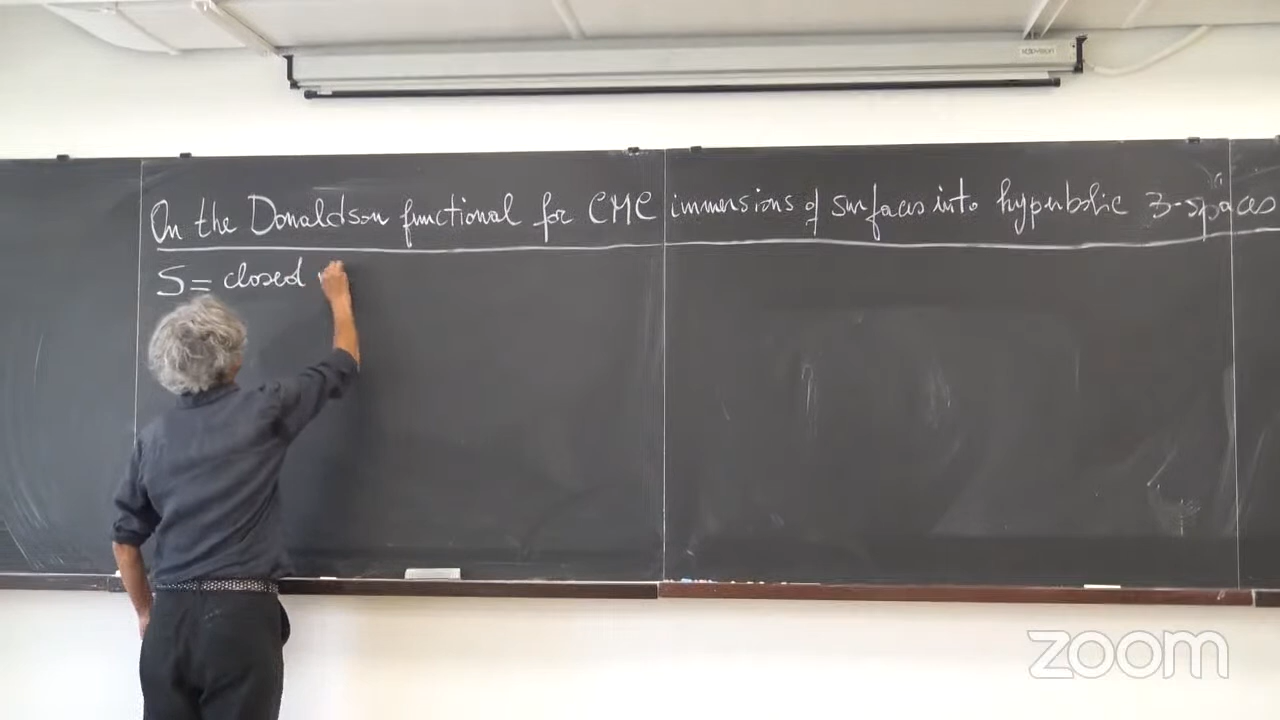 On the Donaldson functional for CMC immersions of surfaces into hyperbolic 3-spaces
S = closed
zoom